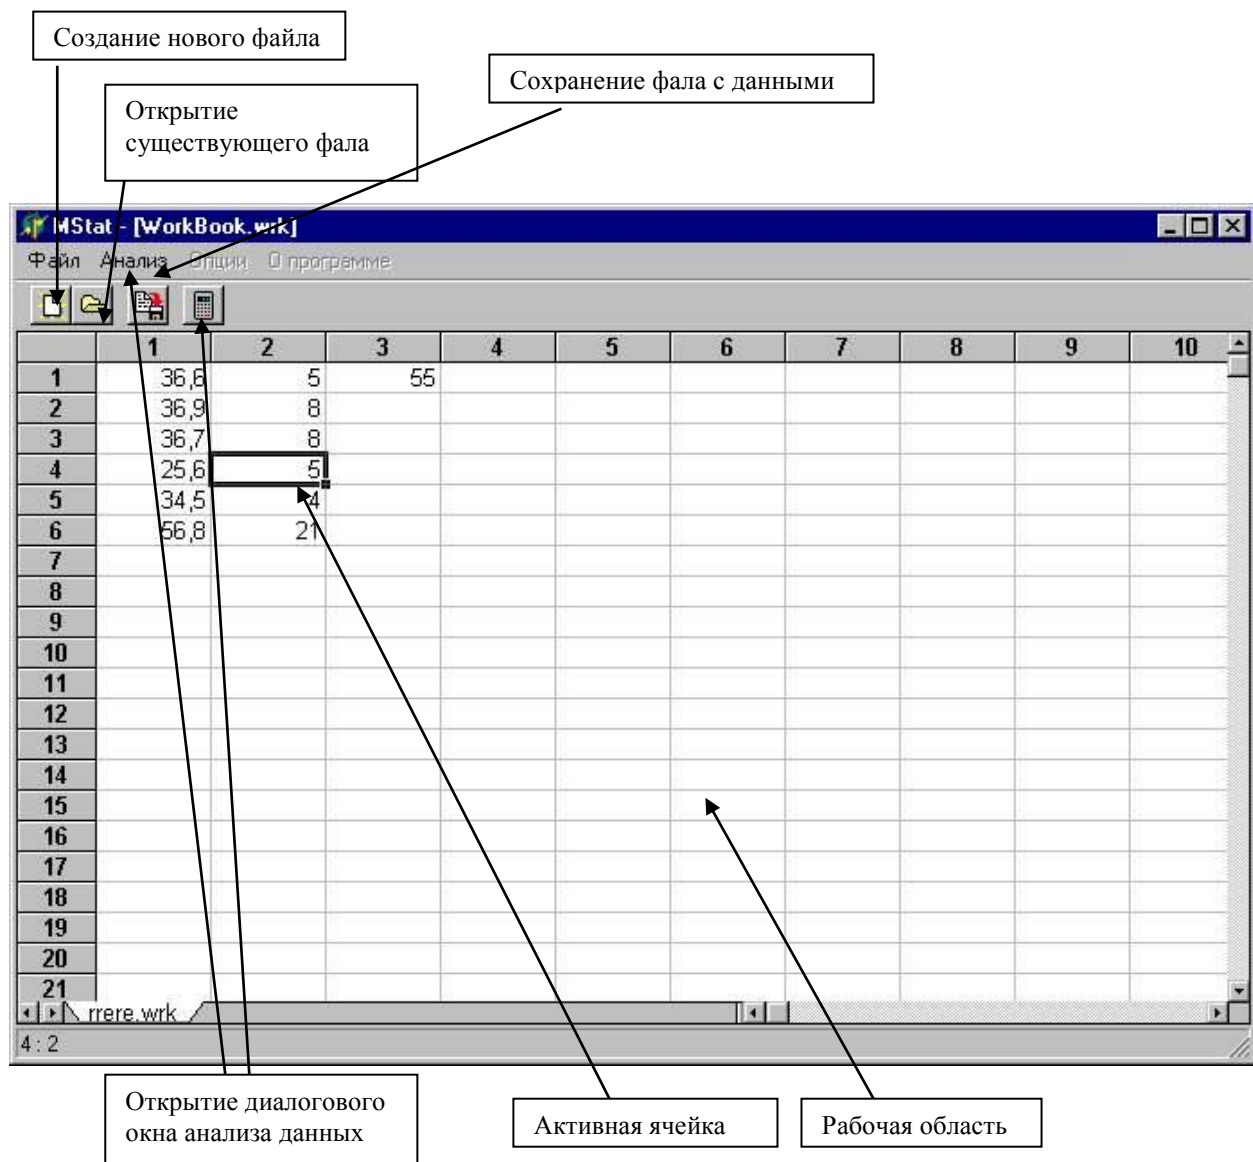 Создание нового файла
Сохранение фала с данными
Открытие
существующего фала
MStat - [WorkBook.wrk]
Файл Анализ Опции О программе
1 2 3 4 5 6 7 8 9 10
1 36,6 5 55
2 36,9 8
3 36,7 8
4 25,6 5
5 34,5 4
6 56,8 21
7
8
9
10
11
12
13
14
15
16
17
18
19
20
21
rrere.wrk
4 : 2
Открытие диалогового
окна анализа данных
Активная ячейка
Рабочая область